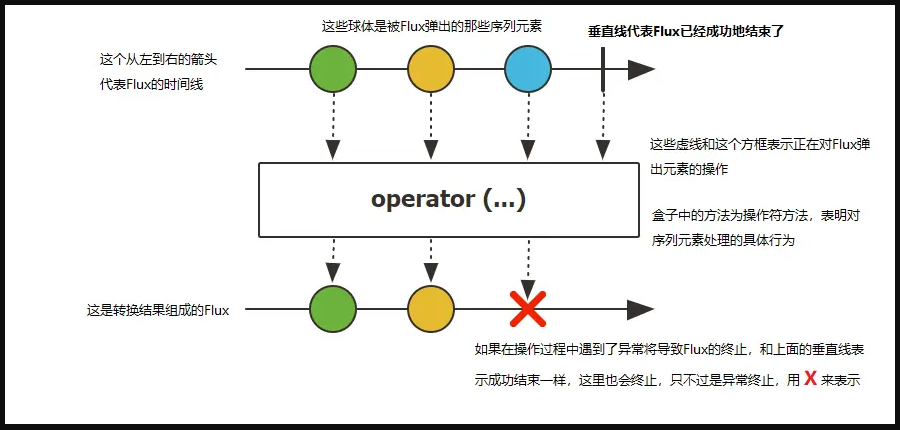 这些球体是被Flux弹出的那些序列元素
垂直线代表Flux已经成功地结束了
这个从左到右的箭头
代表Flux的时间线
这些虚线和这个方框表示正在对Flux弹
出元素的操作
operator (...)
盒子中的方法为操作符方法，表明对
序列元素处理的具体行为
这是转换结果组成的Flux
如果在操作过程中遇到了异常将导致Flux的终止，和上面的垂直线表
示成功结束一样，这里也会终止，只不过是异常终止，用 X 来表示